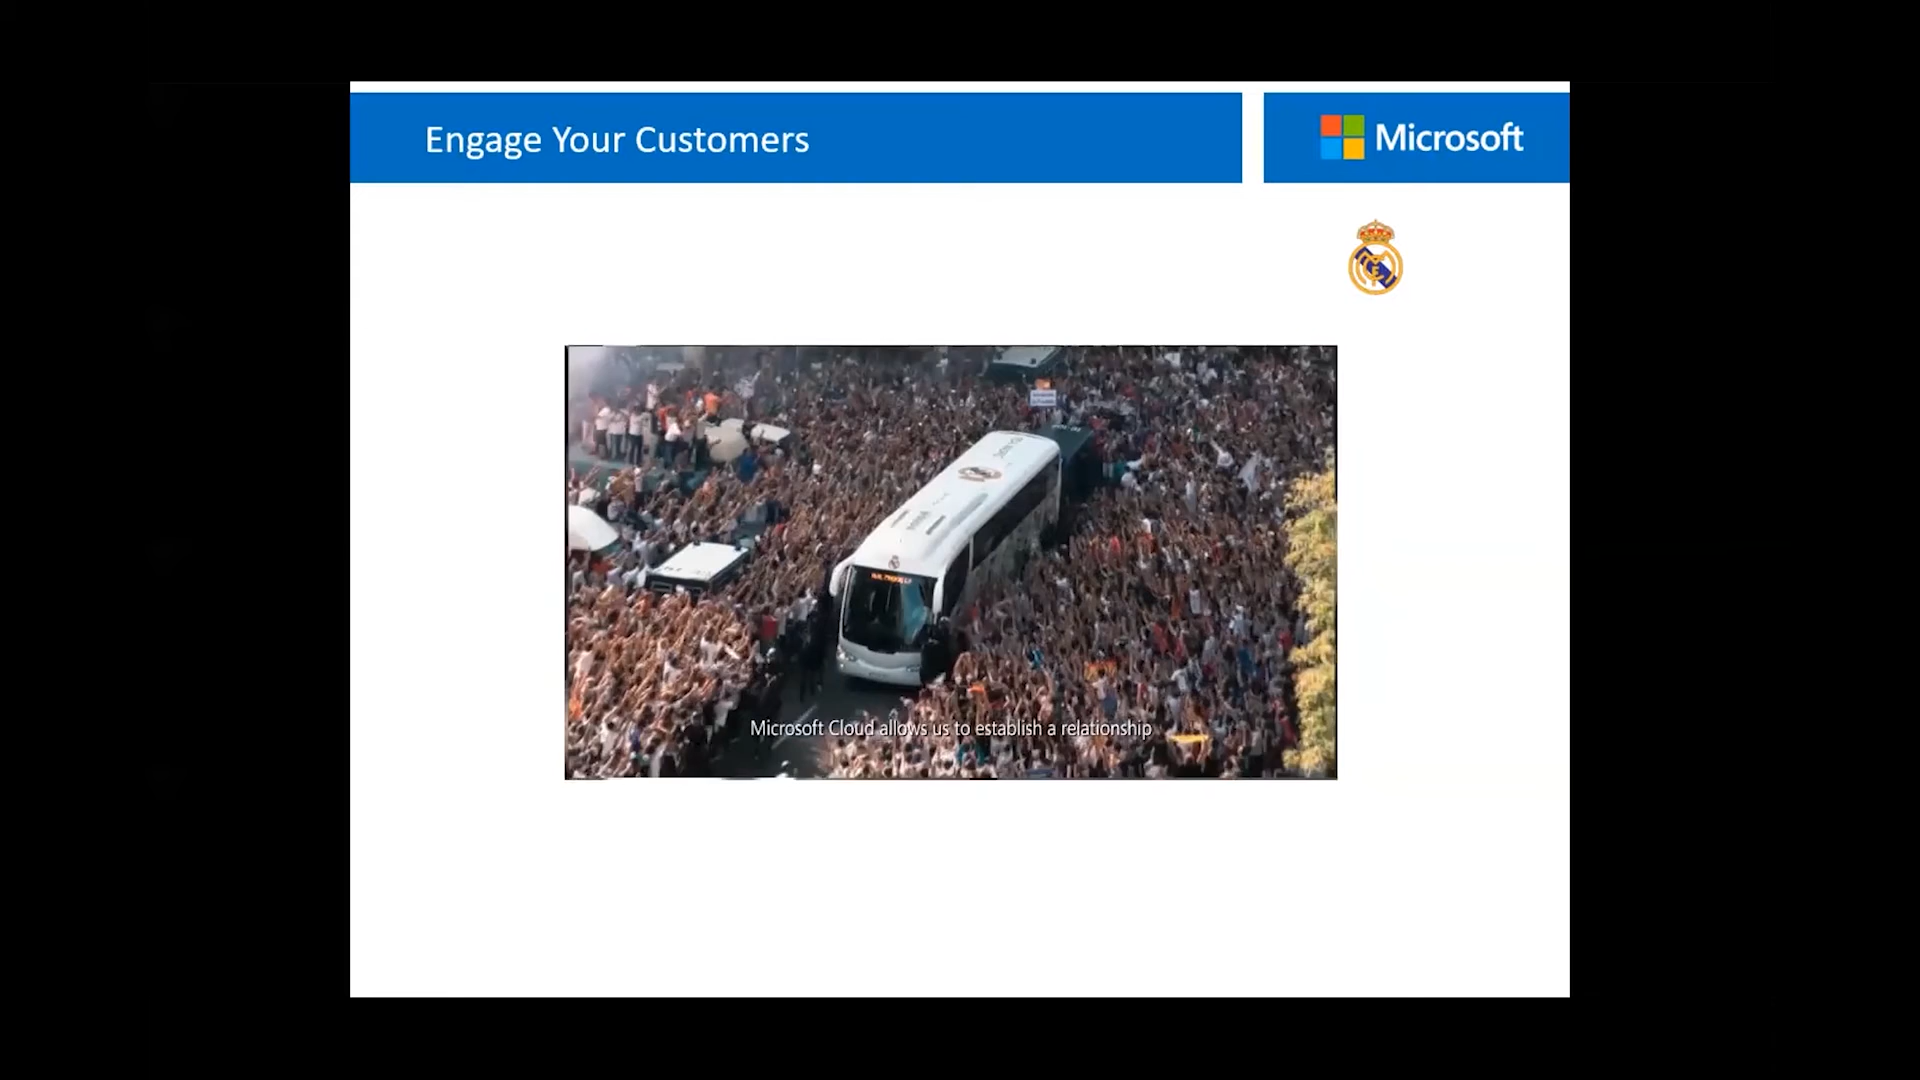 Engage Your Customers
Microsoft
Microsoft Cloud allows us to establish a relationship